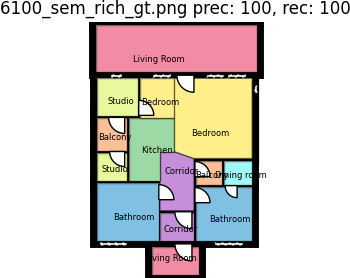 6100_sem_rich_gt.png prec: 100, rec: 100
Living Room
Studio
Bedroom
Bedroom
Balcony
Kitchen
Studio
Corridor
Balcony
Dining room
Bathroom
Bathroom
Corridor
Living Room